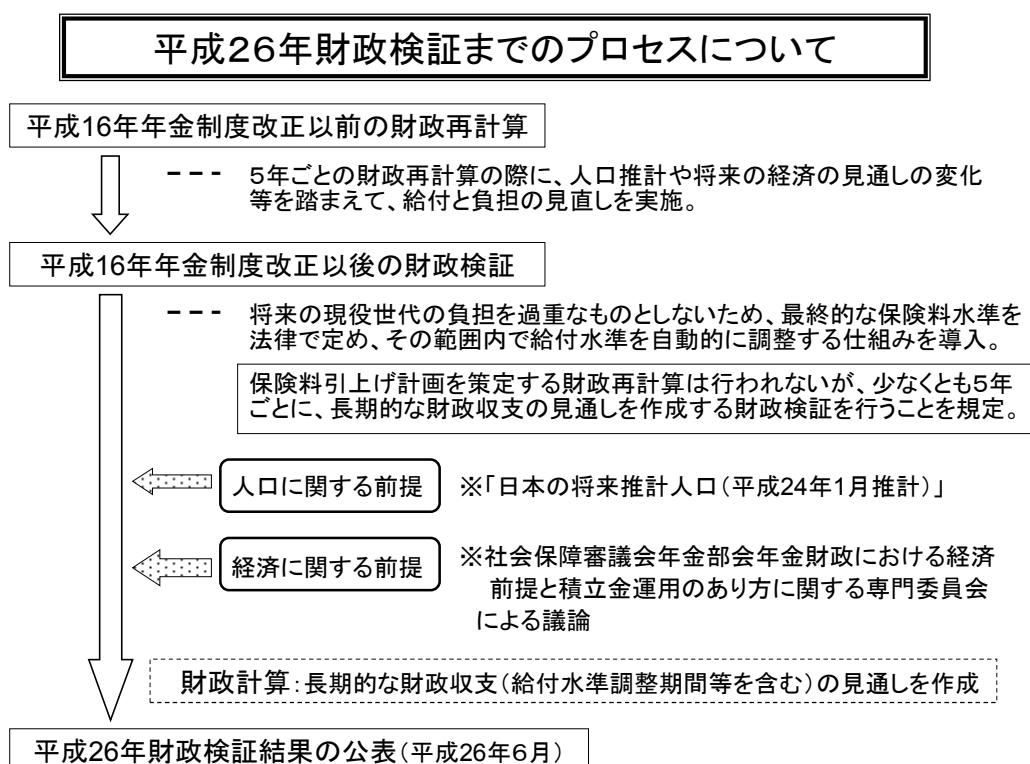 平成２６年財政検証までのプロセスについて
平成16年年金制度改正以前の財政再計算
--- 5年ごとの財政再計算の際に、人口推計や将来の経済の見通しの変化
等を踏まえて、給付と負担の見直しを実施。
平成16年年金制度改正以後の財政検証
--- 将来の現役世代の負担を過重なものとしないため、最終的な保険料水準を
法律で定め、その範囲内で給付水準を自動的に調整する仕組みを導入。
保険料引上げ計画を策定する財政再計算は行われないが、少なくとも5年
ごとに、長期的な財政収支の見通しを作成する財政検証を行うことを規定。
人口に関する前提 ※「日本の将来推計人口（平成24年1月推計）」
経済に関する前提 ※社会保障審議会年金部会年金財政における経済
前提と積立金運用のあり方に関する専門委員会
による議論
財政計算：長期的な財政収支（給付水準調整期間等を含む）の見通しを作成
平成26年財政検証結果の公表（平成26年６月）